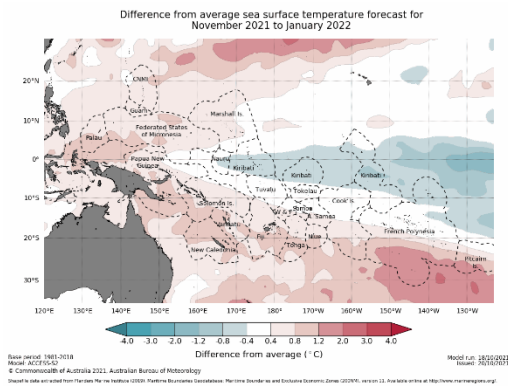 Difference from average sea surface temperature forecast for
November 2021 to January 2022
20°N
10°N
0°
10°S
20°S
30°S
CNMI
Guam
Marshall Is.
Federated States
of Micronesia
Palau
Papua New
Guinea
Nauru
Kiribati
Kiribati
Kiribati
Tuvalu
Tokelau
Solomon Is.
Cook Is.
W & F
Samoa
A. Samoa
Vanuatu
Fiji
Niue
Tonga
French Polynesia
New Caledonia
Pitcairn
Is.
120°E 130°E 140°E 150°E 160°E 170°E 180° 170°W 160°W 150°W 140°W 130°W
-4.0 -3.0 -2.0 -1.2 -0.8 -0.4 0.4 0.8 1.2 2.0 3.0 4.0
Difference from average (°C)
Base period: 1981-2018
Model: ACCESS-S2
© Commonwealth of Australia 2021, Australian Bureau of Meteorology
Model run: 18/10/2021
Issued: 20/10/2021